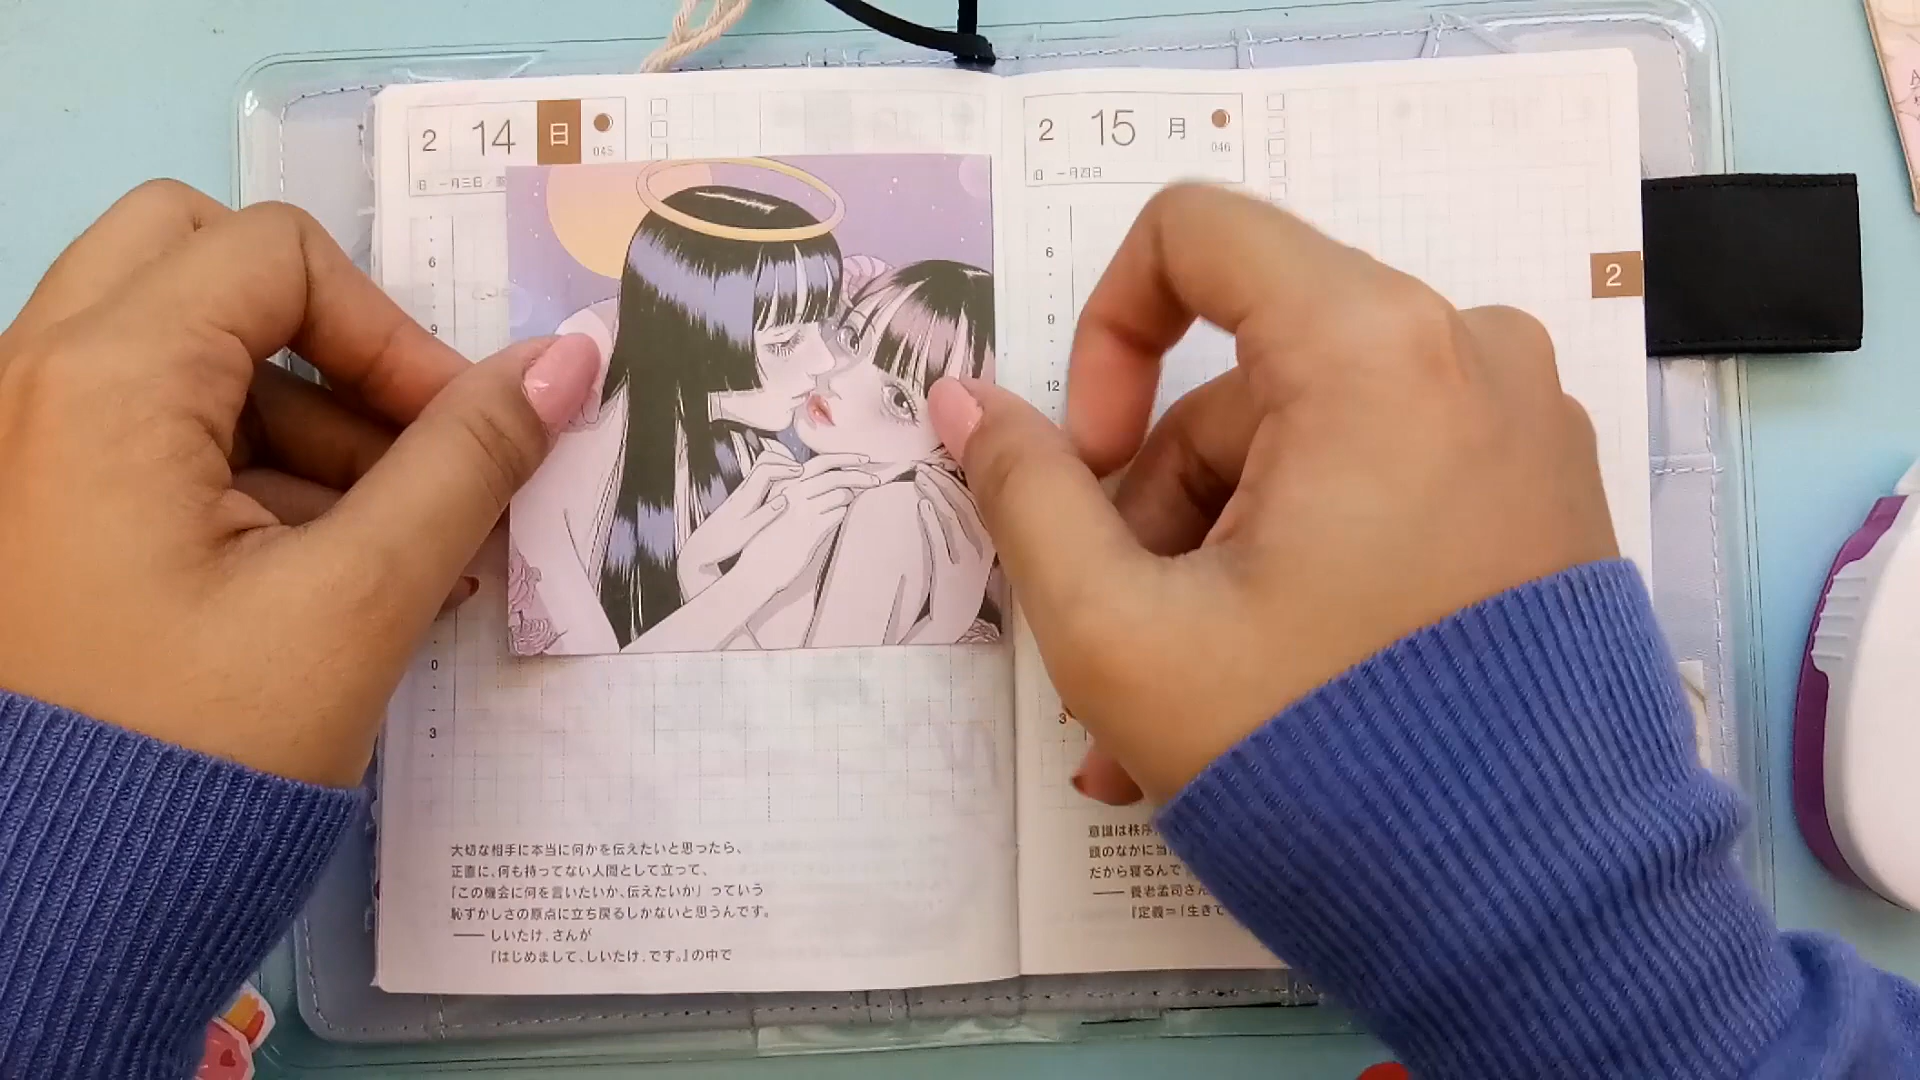 2 14 日
045
旧 一月三日
6
9
0
3
大切な相手に本当に何かを伝えたいと思ったら、
正直に、何も持ってない人間として立って、
「この機会に何を言いたいか、伝えたいか」っていう
恥ずかしさの原点に立ち戻るしかないと思うんです。
── しいたけ.さんが
『はじめまして、しいたけ.です。』の中で
2 15 月
046
旧 一月四日
6
9
12
3
2
意識は秩序
頭のなかに
だから寝るんで
── 養老孟司さん
『定義=「生きて